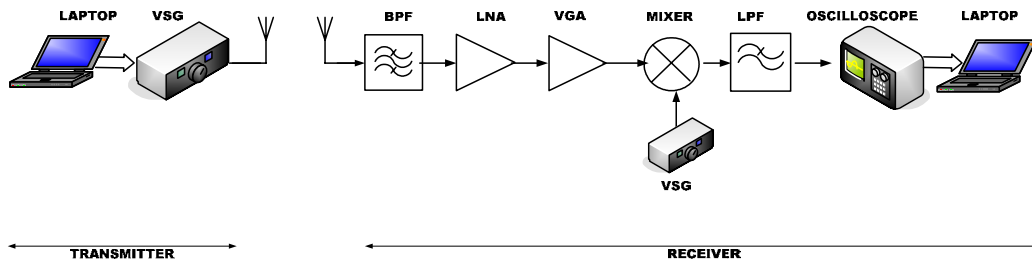 LAPTOP VSG BPF LNA VGA MIXER LPF OSCILLOSCOPE LAPTOP
VSG
TRANSMITTER RECEIVER